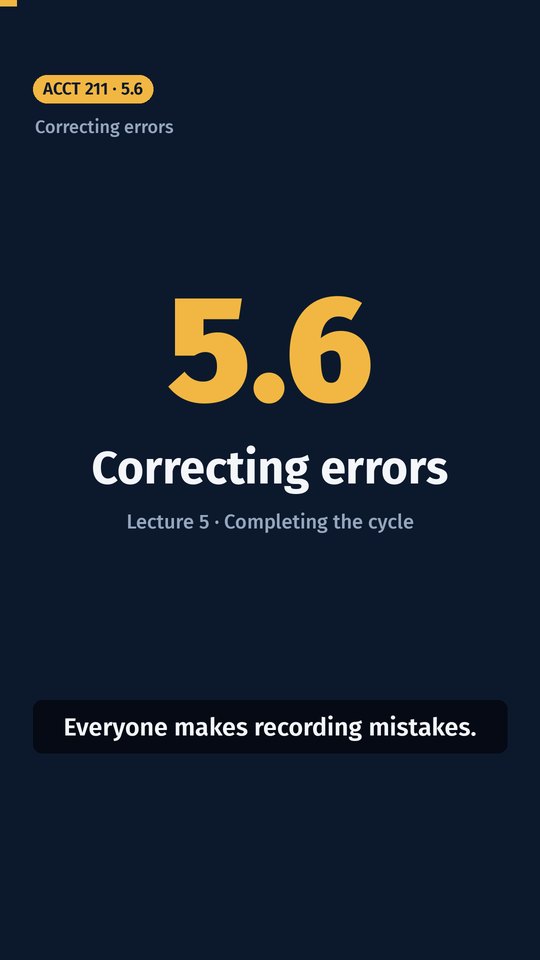 ACCT 211 · 5.6
Correcting errors
5.6
Correcting errors
Lecture 5 · Completing the cycle
Everyone makes recording mistakes.